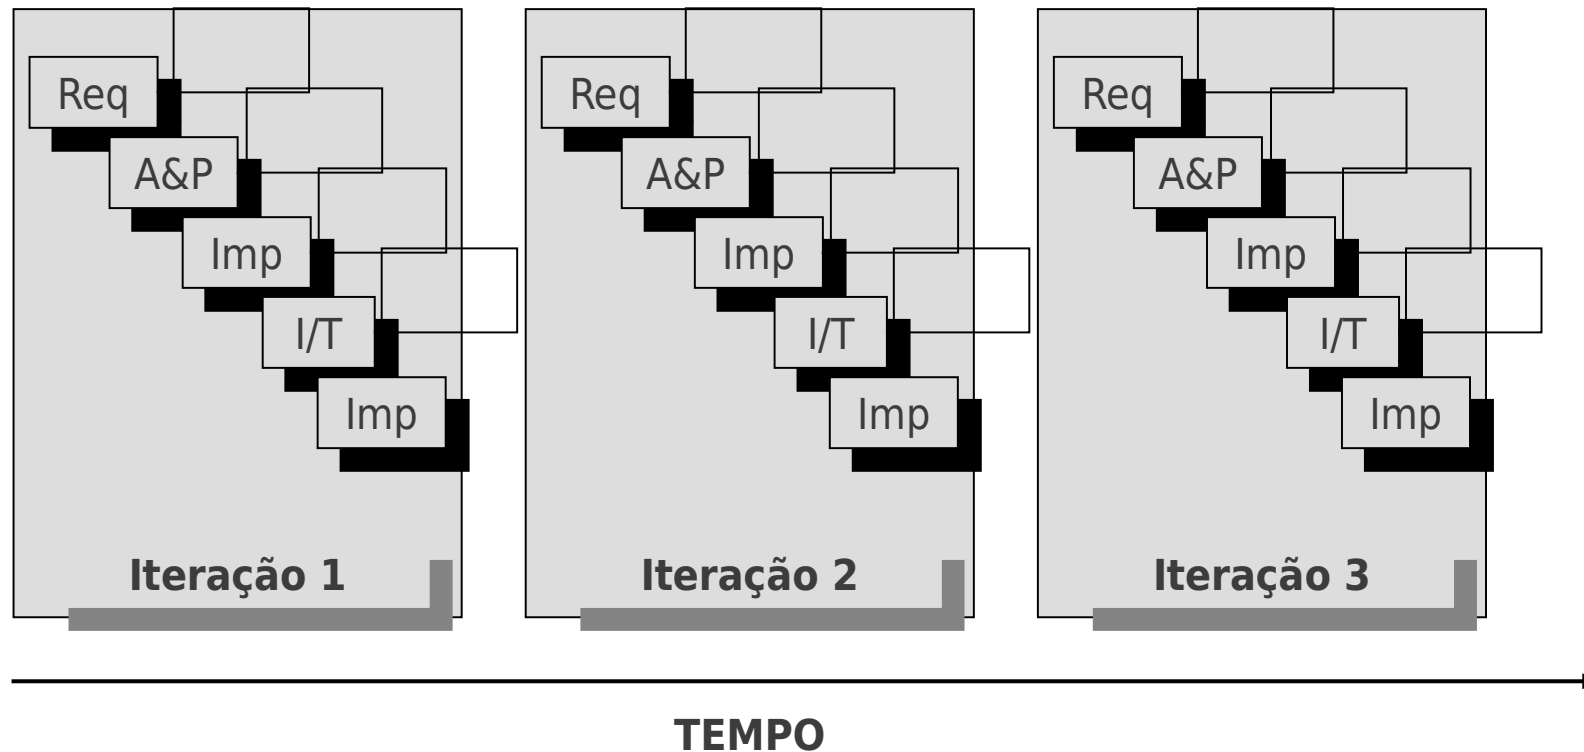 Req
A&P
Imp
I/T
Imp
Iteração 1
Req
A&P
Imp
I/T
Imp
Iteração 2
Req
A&P
Imp
I/T
Imp
Iteração 3
TEMPO